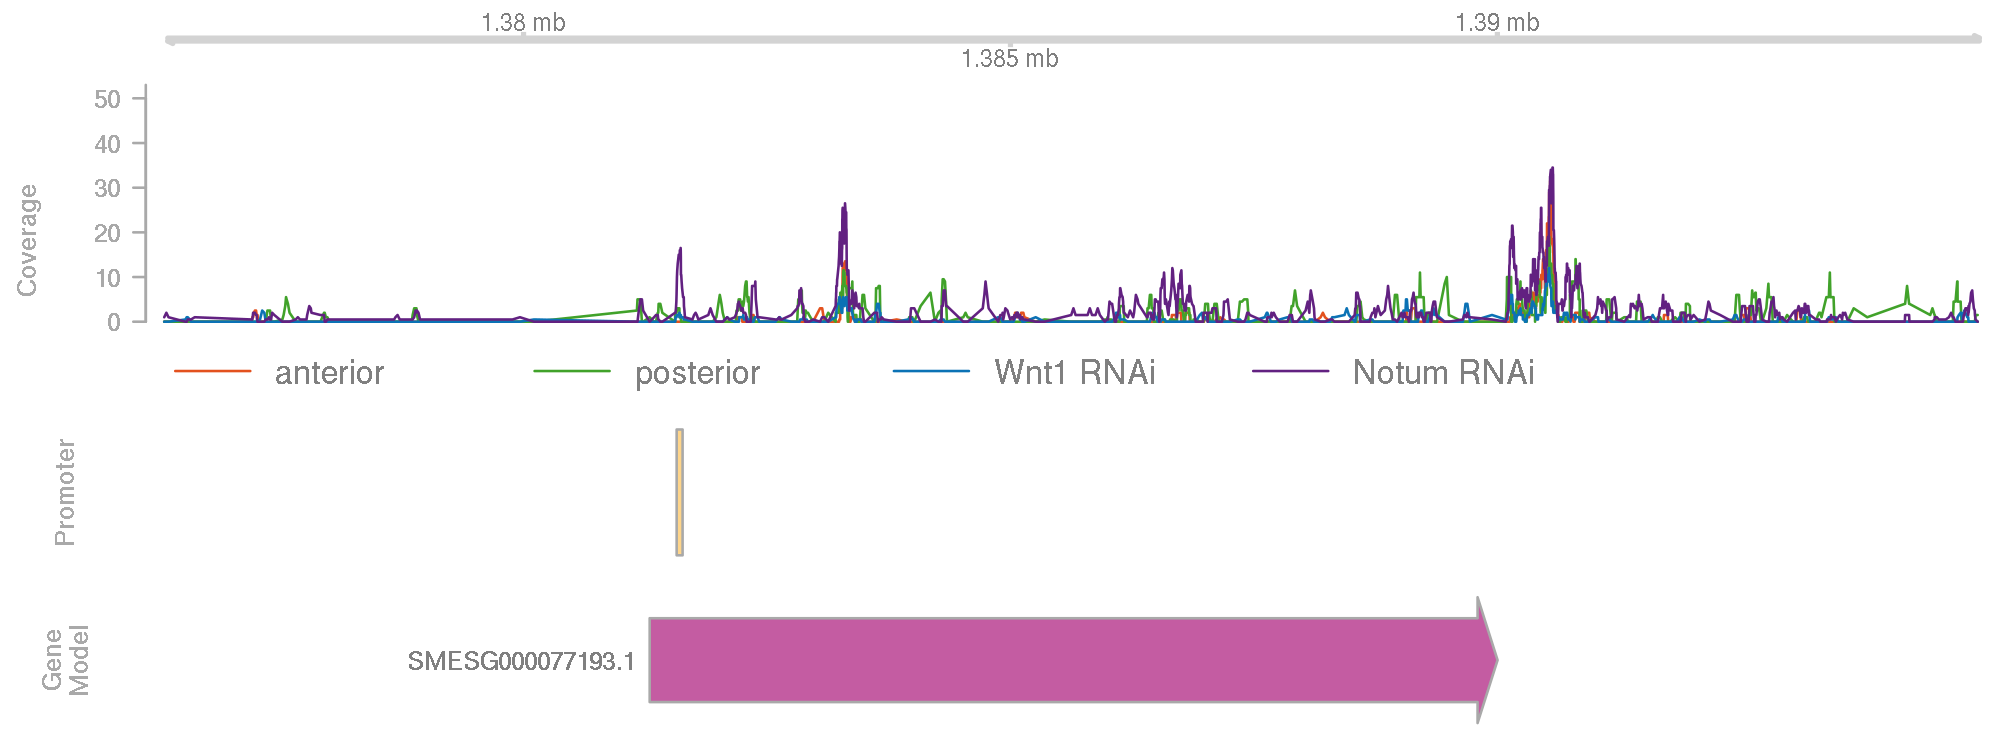 1.38 mb
1.39 mb
1.385 mb
50
40
30
20
10
0
Coverage
anterior posterior Wnt1 RNAi Notum RNAi
Promoter
Gene
Model
SMESG000077193.1